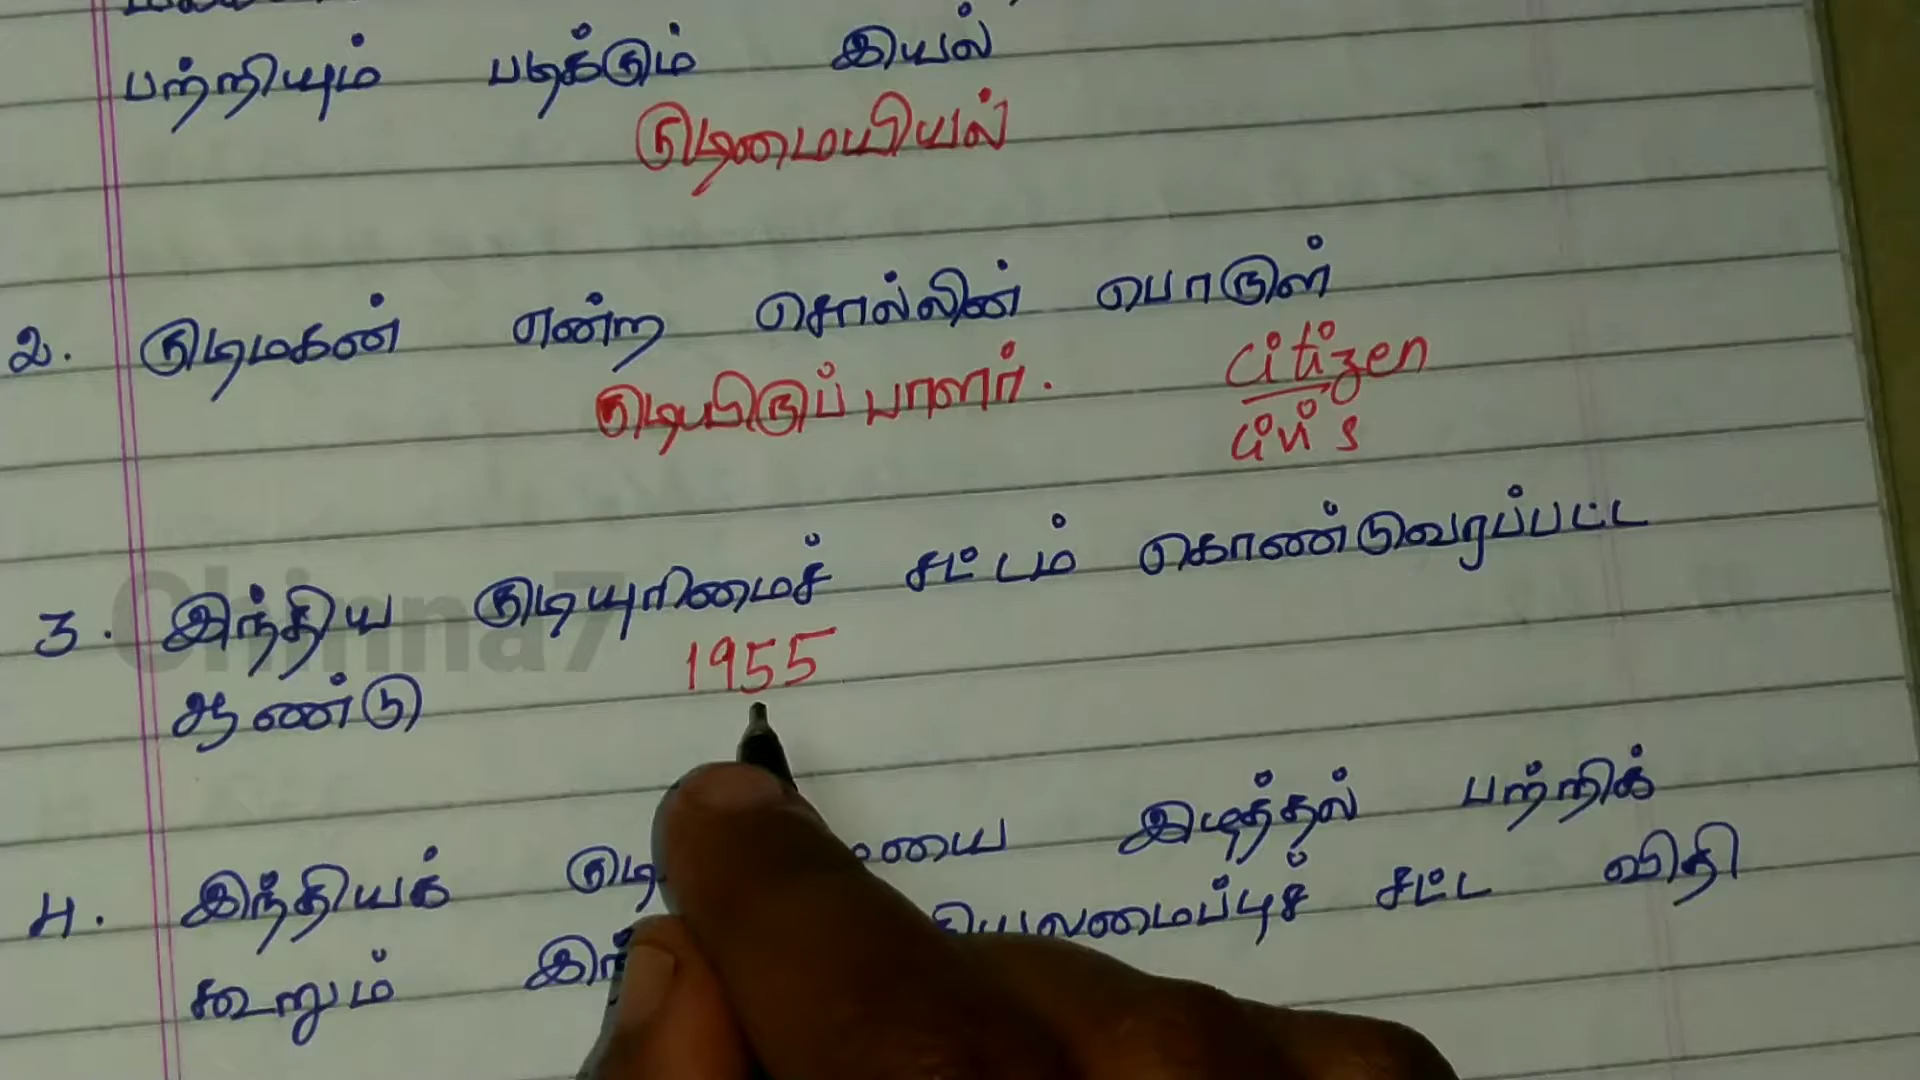 பற்றியும் படிக்கும் இயல்
குடிமையியல்
2. குடிமகன் என்ற சொல்லின் பொருள்
குடியிருப்பாளர். citizen
civis
3. இந்திய குடியுரிமைச் சட்டம் கொண்டுவரப்பட்ட
1955
ஆண்டு
Chinna7
4. இந்தியக் இழத்தல் பற்றிக்
கூறும் சட்ட விதி